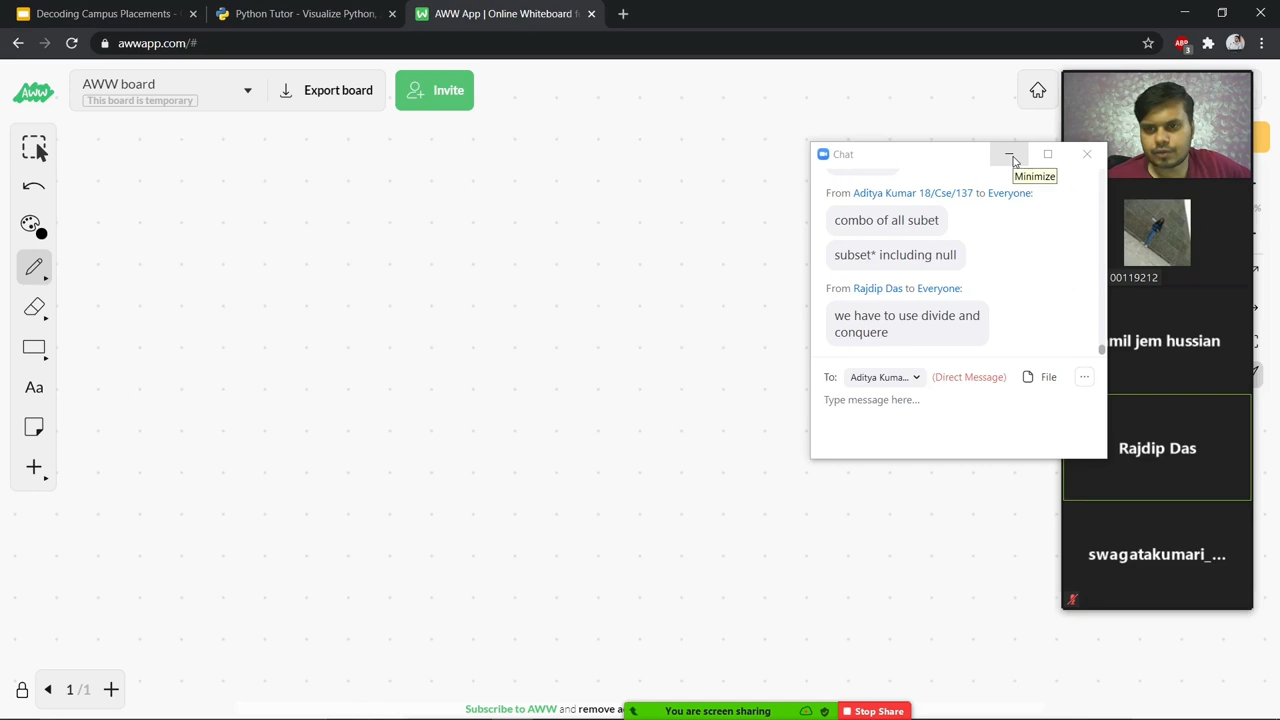 Decoding Campus Placements -
Python Tutor - Visualize Python,
AWW App | Online Whiteboard f
awwapp.com/#
ABP
3
AWW
AWW board
This board is temporary
Export board
Invite
Chat
Minimize
From Aditya Kumar 18/Cse/137 to Everyone:
combo of all subet
subset* including null
From Rajdip Das to Everyone:
we have to use divide and
conquere
To: Aditya Kuma... (Direct Message) File
Type message here...
00119212
mil jem hussian
Rajdip Das
swagatakumari_...
Aa
1 /1
Subscribe to AWW and remove a
You are screen sharing
Stop Share